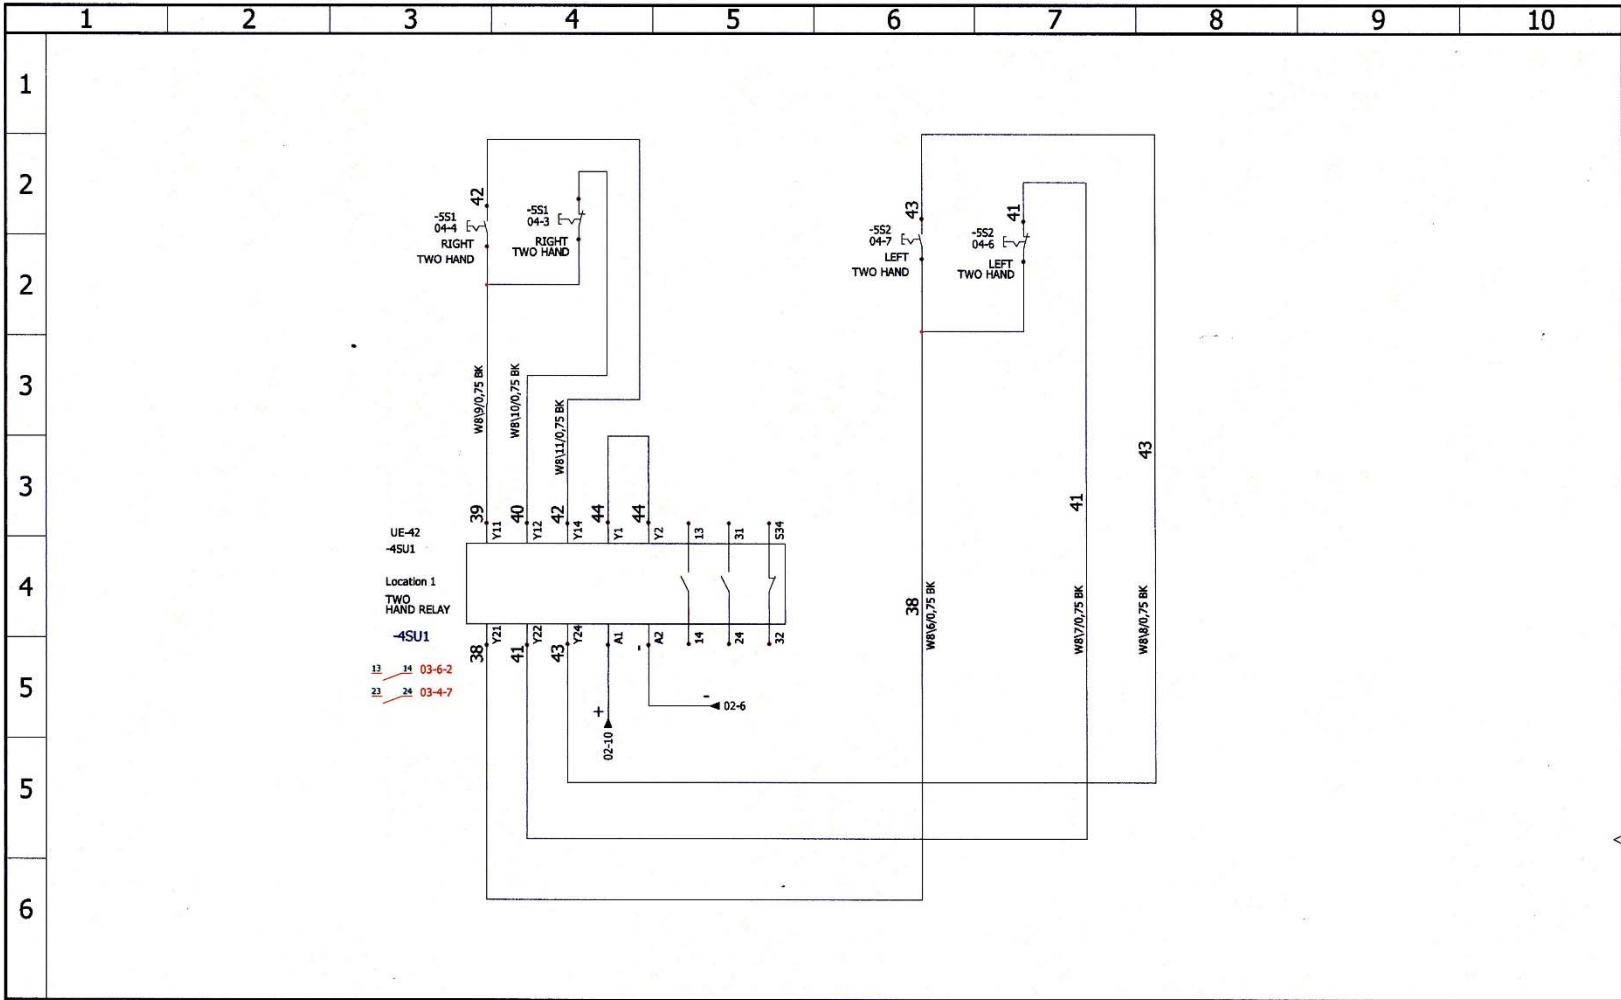 1 2 3 4 5 6 7 8 9 10
1
2
2
3
3
4
5
5
6
42
-5S1
04-4
RIGHT
TWO HAND
-5S1
04-3
RIGHT
TWO HAND
43
-5S2
04-7
LEFT
TWO HAND
41
-5S2
04-6
LEFT
TWO HAND
W8\9/0,75 BK
W8\10/0,75 BK
W8\11/0,75 BK
43
41
39 40 42 44 44
Y11 Y12 Y14 Y1 Y2 13 31 S34
UE-42
-4SU1
Location 1
TWO
HAND RELAY
-4SU1
38
W8\6/0,75 BK
W8\7/0,75 BK
W8\8/0,75 BK
Y21 Y22 Y24 A1 A2 14 24 32
38 41 43 -
13 14 03-6-2
23 24 03-4-7
+
02-10
-
02-6